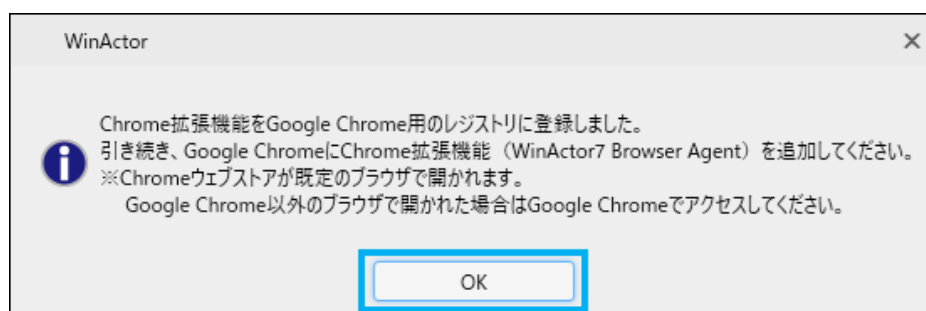 WinActor
Chrome拡張機能をGoogle Chrome用のレジストリに登録しました。
引き続き、Google ChromeにChrome拡張機能（WinActor7 Browser Agent）を追加してください。
※Chromeウェブストアが既定のブラウザで開かれます。
Google Chrome以外のブラウザで開かれた場合はGoogle Chromeでアクセスしてください。
OK